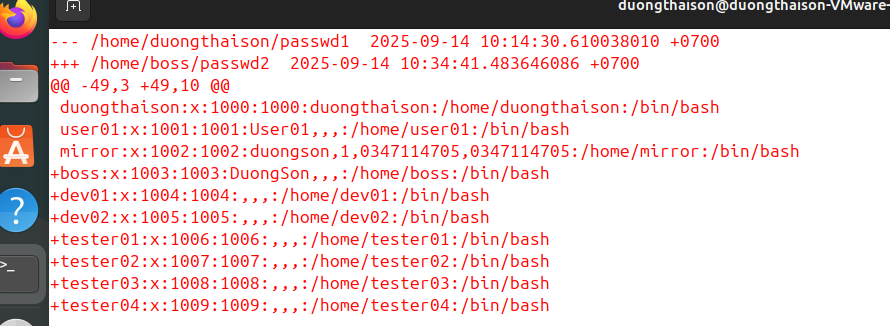 duongthaison@duongthaison-VMware-
--- /home/duongthaison/passwd1  2025-09-14 10:14:30.610038010 +0700
+++ /home/boss/passwd2  2025-09-14 10:34:41.483646086 +0700
@@ -49,3 +49,10 @@
 duongthaison:x:1000:1000:duongthaison:/home/duongthaison:/bin/bash
 user01:x:1001:1001:User01,,,:/home/user01:/bin/bash
 mirror:x:1002:1002:duongson,1,0347114705,0347114705:/home/mirror:/bin/bash
+boss:x:1003:1003:DuongSon,,,:/home/boss:/bin/bash
+dev01:x:1004:1004:,,,:/home/dev01:/bin/bash
+dev02:x:1005:1005:,,,:/home/dev02:/bin/bash
+tester01:x:1006:1006:,,,:/home/tester01:/bin/bash
+tester02:x:1007:1007:,,,:/home/tester02:/bin/bash
+tester03:x:1008:1008:,,,:/home/tester03:/bin/bash
+tester04:x:1009:1009:,,,:/home/tester04:/bin/bash